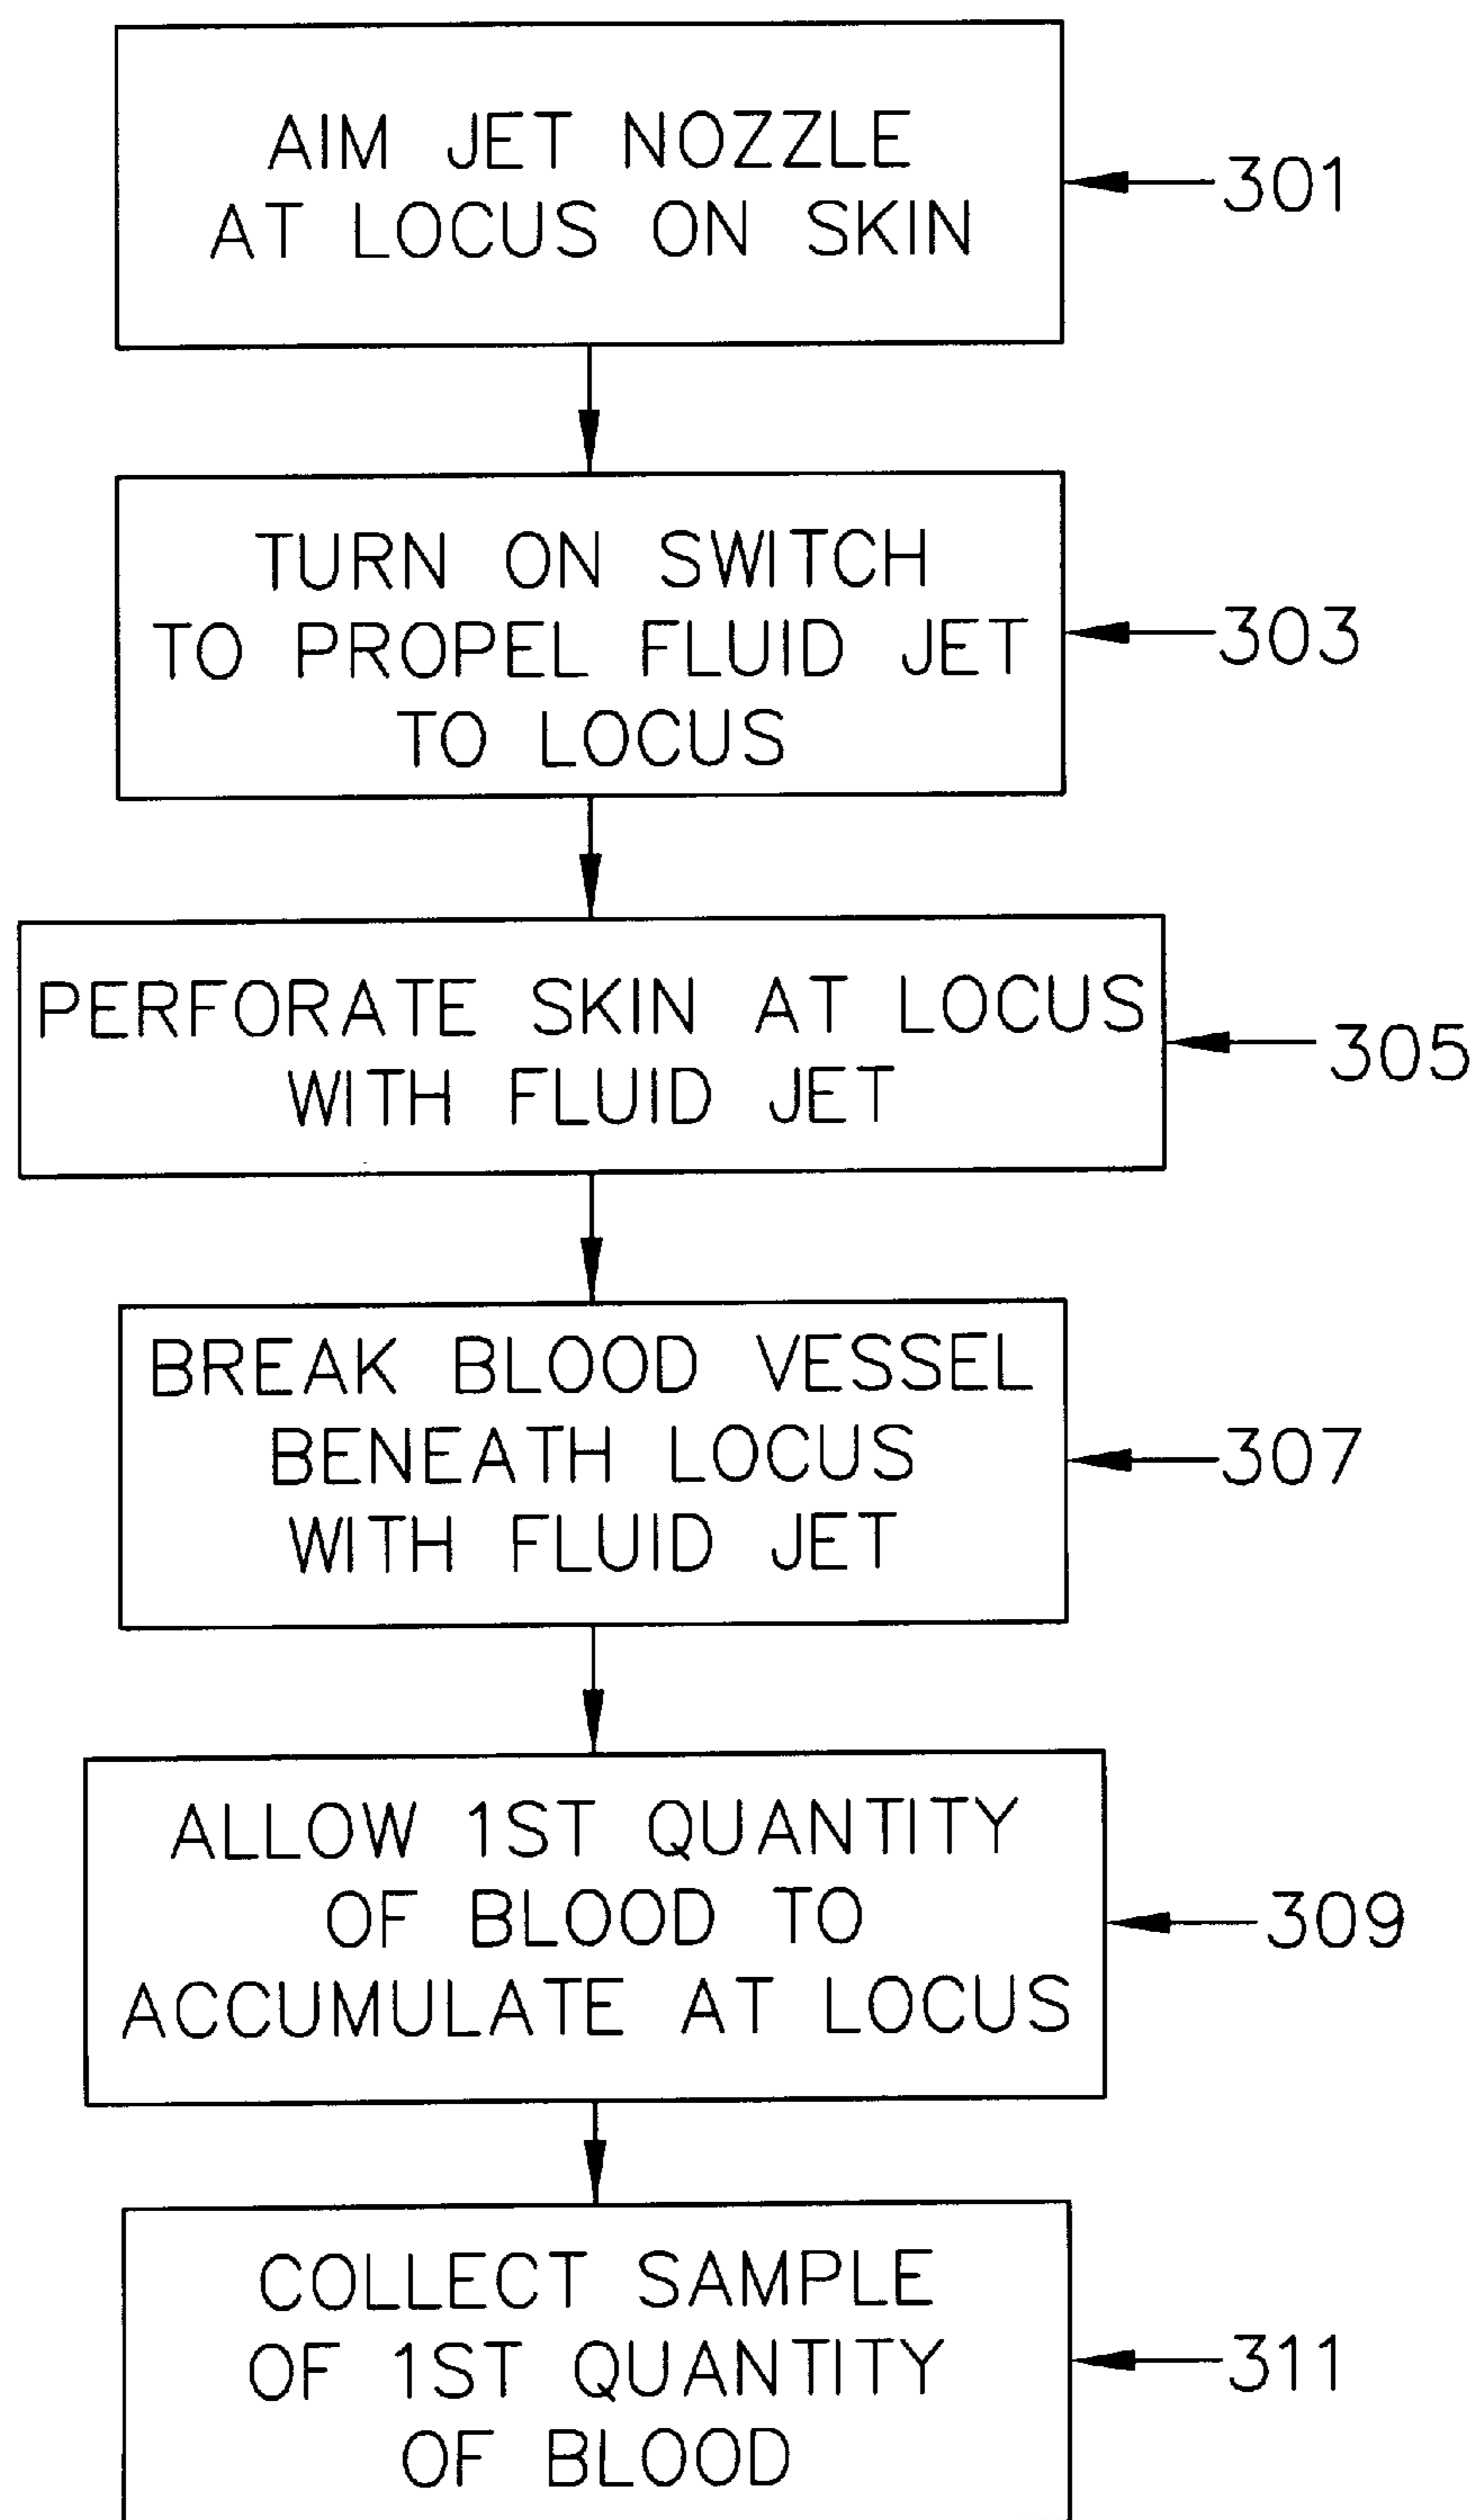 AIM JET NOZZLE
AT LOCUS ON SKIN
301
TURN ON SWITCH
TO PROPEL FLUID JET
TO LOCUS
303
PERFORATE SKIN AT LOCUS
WITH FLUID JET
305
BREAK BLOOD VESSEL
BENEATH LOCUS
WITH FLUID JET
307
ALLOW 1ST QUANTITY
OF BLOOD TO
ACCUMULATE AT LOCUS
309
COLLECT SAMPLE
OF 1ST QUANTITY
OF BLOOD
311